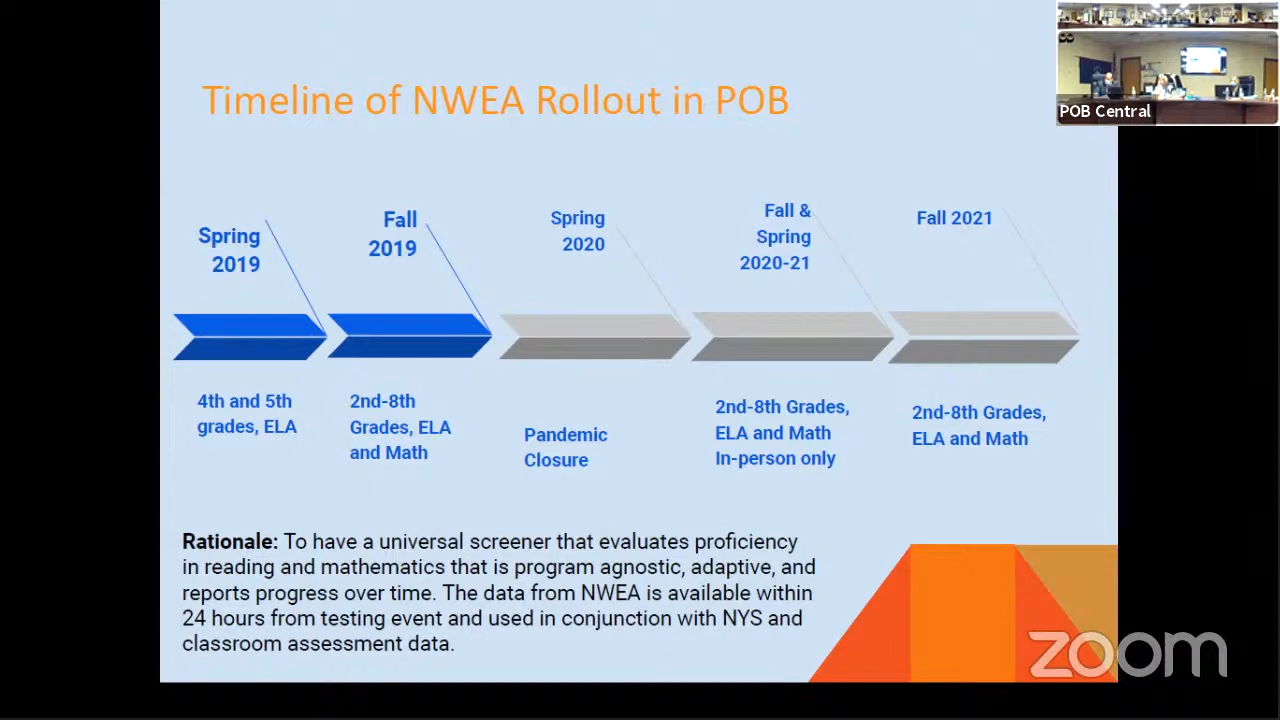 Timeline of NWEA Rollout in POB
POB Central
Spring
2019
Fall
2019
Spring
2020
Fall &
Spring
2020-21
Fall 2021
4th and 5th
grades, ELA
2nd-8th
Grades, ELA
and Math
Pandemic
Closure
2nd-8th Grades,
ELA and Math
In-person only
2nd-8th Grades,
ELA and Math
Rationale: To have a universal screener that evaluates proficiency
in reading and mathematics that is program agnostic, adaptive, and
reports progress over time. The data from NWEA is available within
24 hours from testing event and used in conjunction with NYS and
classroom assessment data.
zoom